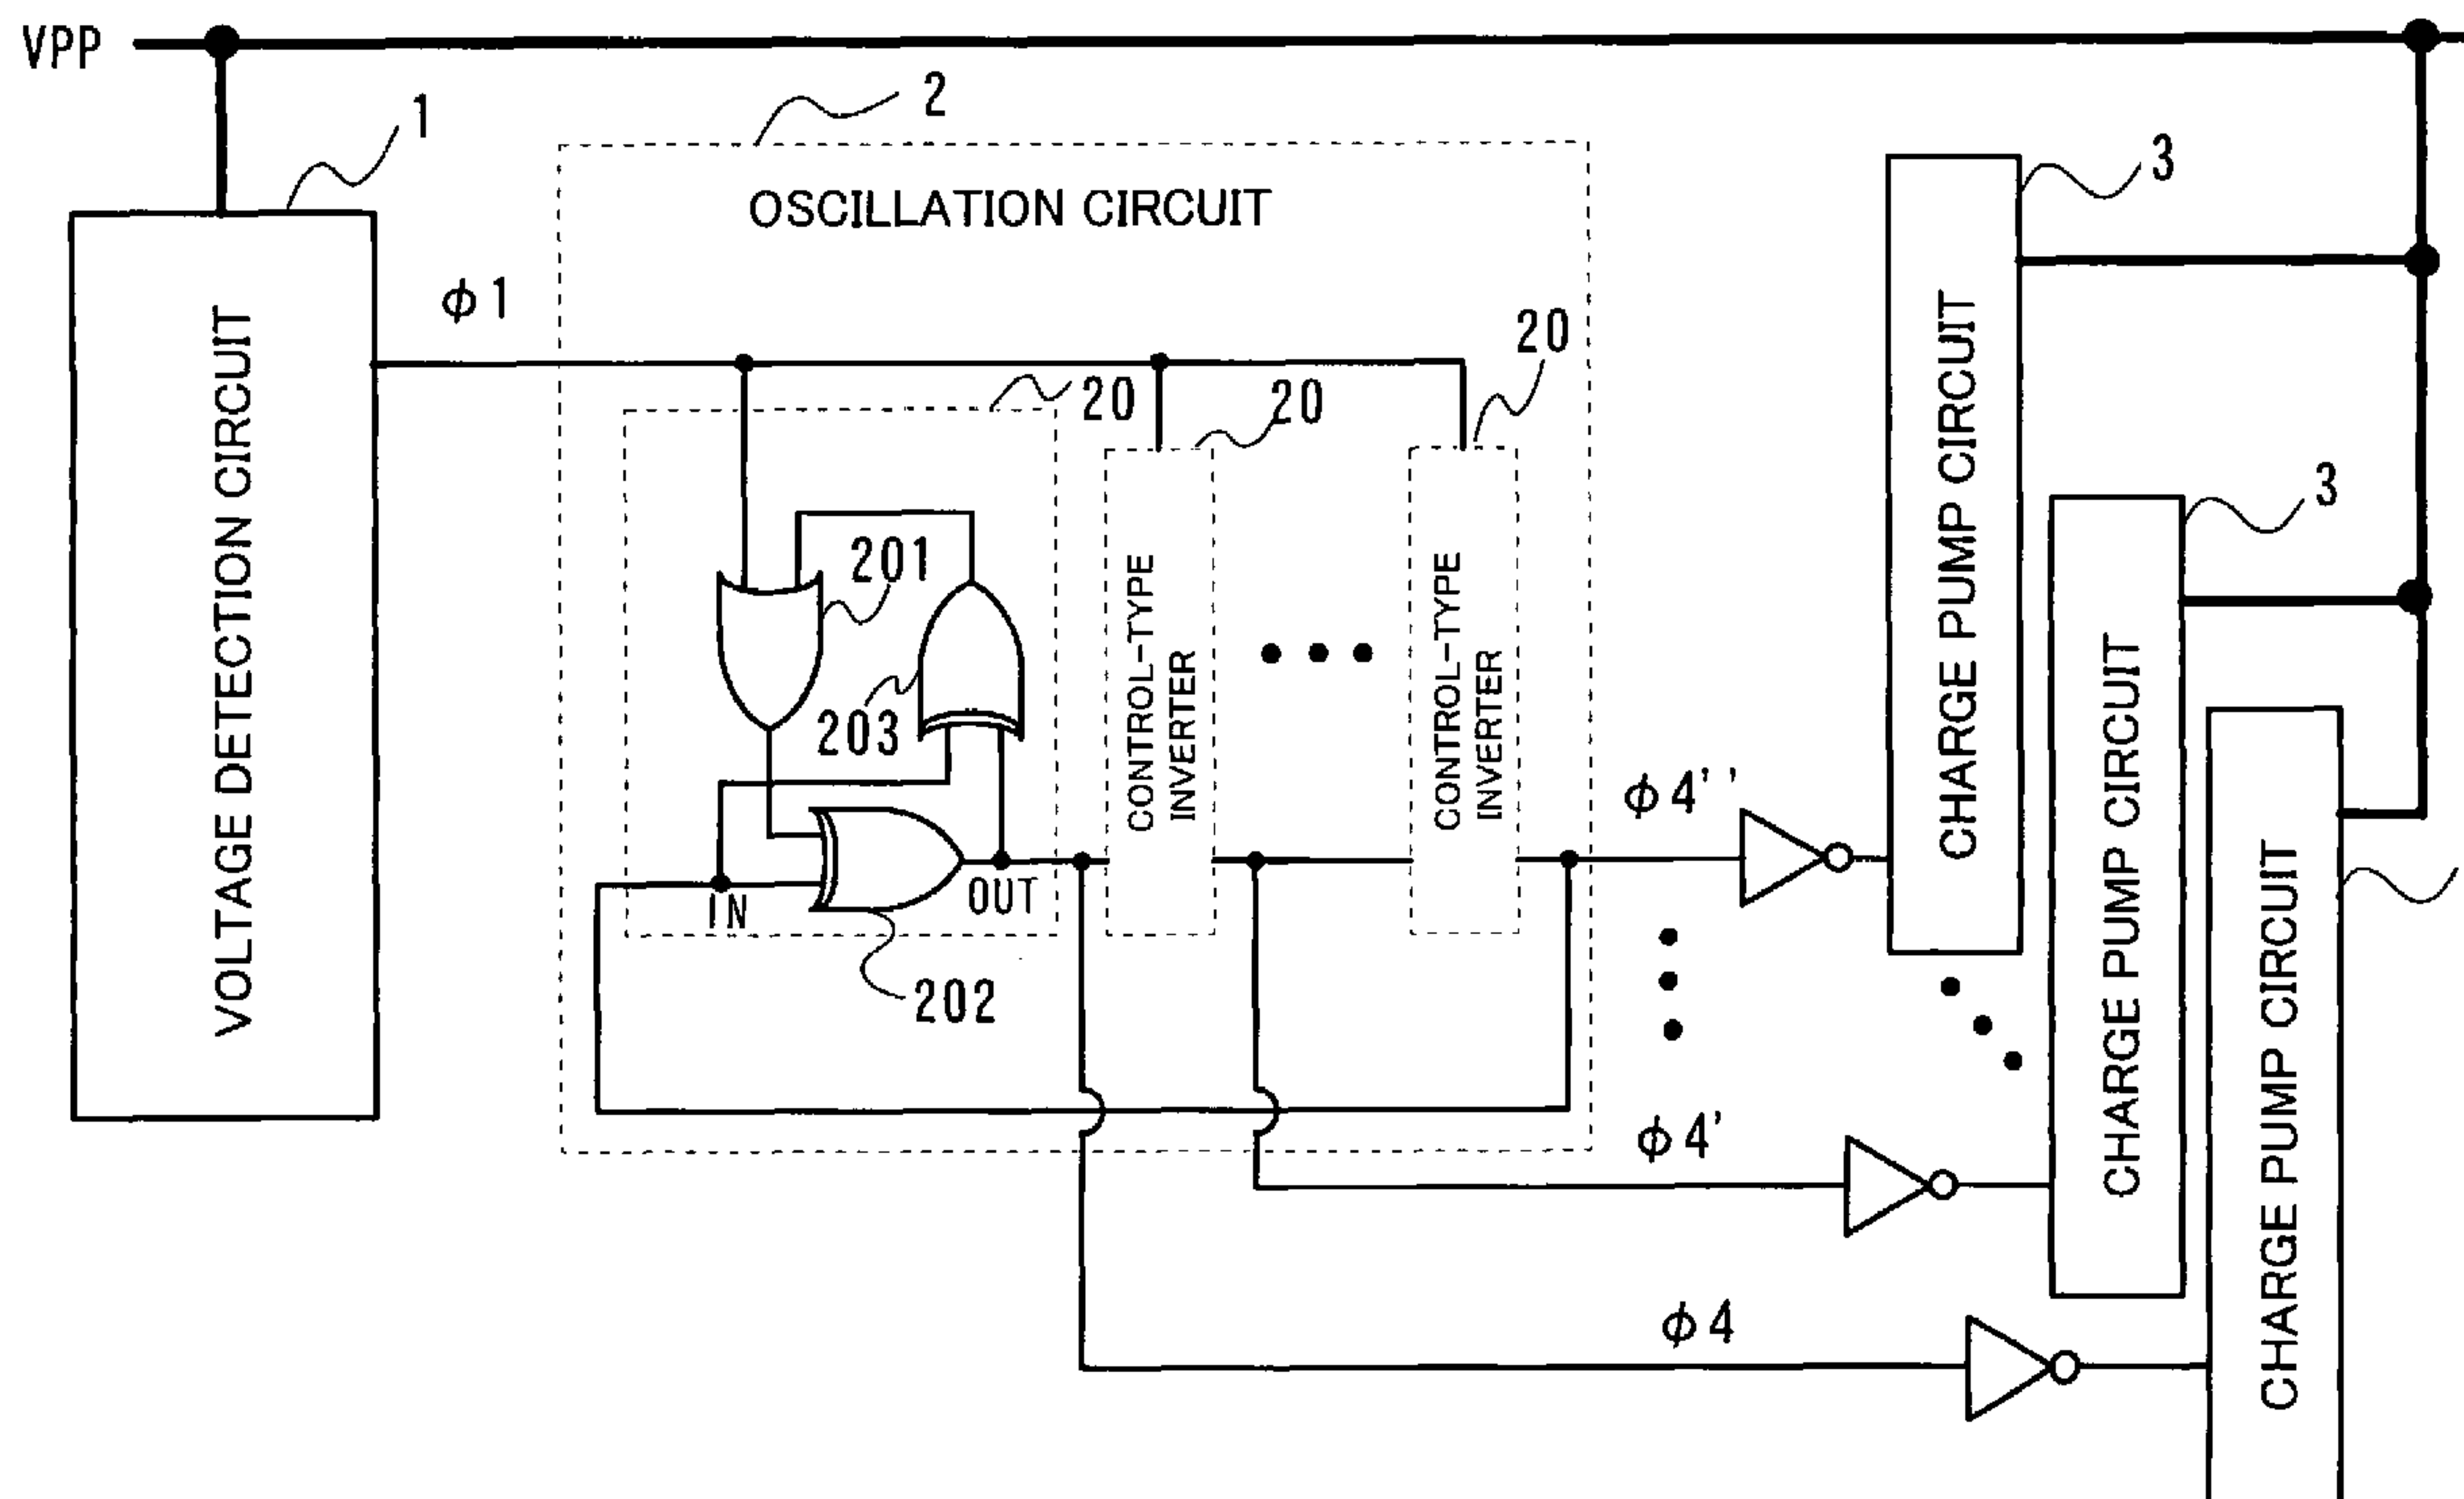 VPP
1
2
3
OSCILLATION CIRCUIT
φ1
20
20
20
3
VOLTAGE DETECTION CIRCUIT
201
203
CONTROL-TYPE
INVERTER
CONTROL-TYPE
INVERTER
CHARGE PUMP CIRCUIT
CHARGE PUMP CIRCUIT
CHARGE PUMP CIRCUIT
φ4''
IN
OUT
202
φ4'
φ4